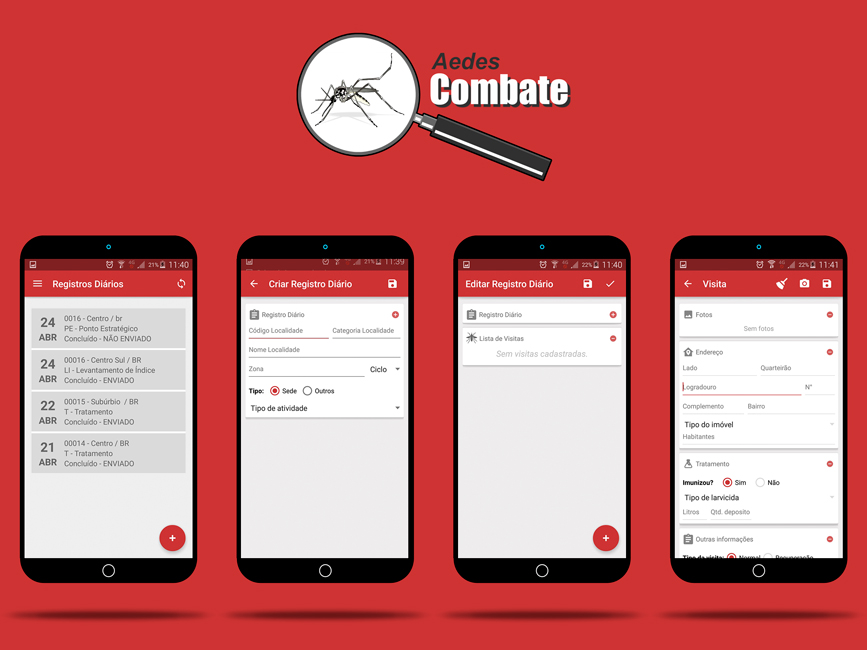 Aedes
Combate
21% 11:40
Registros Diários
24 ABR
0016 - Centro / br
PE - Ponto Estratégico
Concluído - NÃO ENVIADO
24 ABR
00016 - Centro Sul / BR
LI - Levantamento de Índice
Concluído - ENVIADO
22 ABR
00015 - Subúrbio / BR
T - Tratamento
Concluído - ENVIADO
21 ABR
00014 - Centro / BR
T - Tratamento
Concluído - ENVIADO
+
21% 11:39
Criar Registro Diário
Registro Diário
Código Localidade Categoria Localidade
Nome Localidade
Zona Ciclo
Tipo: Sede Outros
Tipo de atividade
22% 11:40
Editar Registro Diário
Registro Diário
Lista de Visitas
Sem visitas cadastradas.
+
22% 11:41
Visita
Fotos
Sem fotos
Endereço
Lado Quarteirão
Logradouro N°
Complemento Bairro
Tipo do imóvel
Habitantes
Tratamento
Imunizou? Sim Não
Tipo de larvicida
Litros Qtd. deposito
Outras informações
Tipo da visita: Normal Recuperação